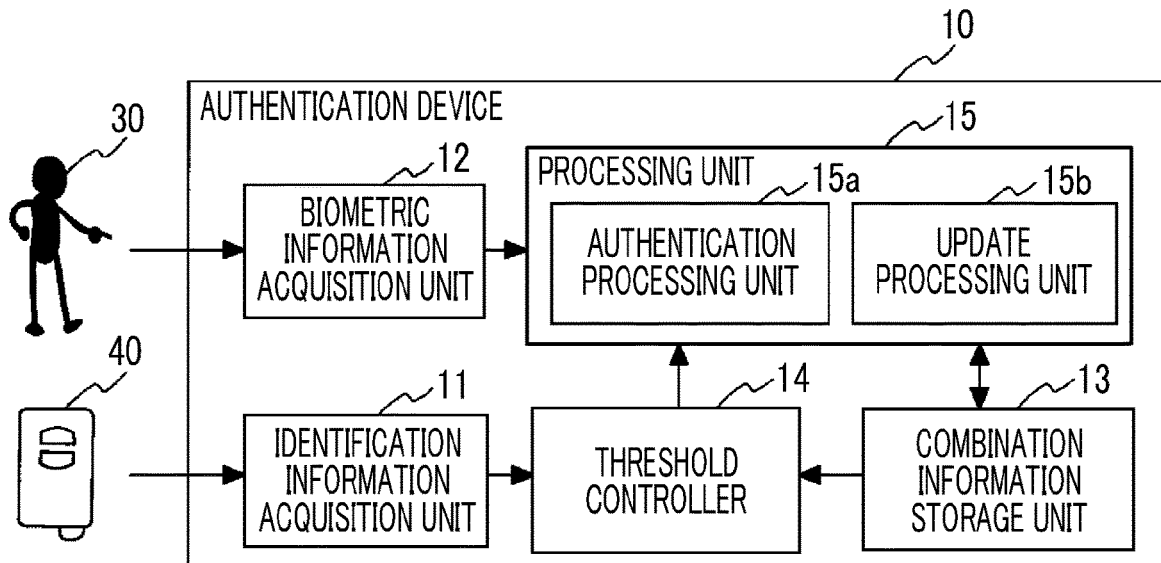 10
AUTHENTICATION DEVICE
30
15
12
PROCESSING UNIT
15a
15b
BIOMETRIC
INFORMATION
ACQUISITION UNIT
AUTHENTICATION
PROCESSING UNIT
UPDATE
PROCESSING UNIT
40
11
14
13
IDENTIFICATION
INFORMATION
ACQUISITION UNIT
THRESHOLD
CONTROLLER
COMBINATION
INFORMATION
STORAGE UNIT